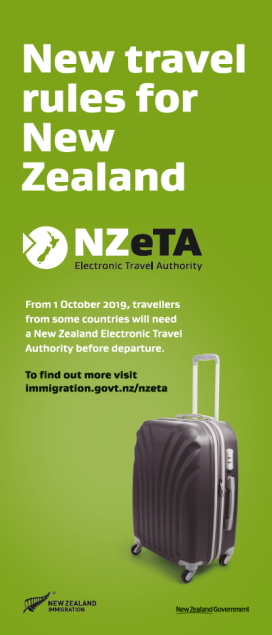 New travel
rules for
New
Zealand
NZeTA
Electronic Travel Authority
From 1 October 2019, travellers
from some countries will need
a New Zealand Electronic Travel
Authority before departure.
To find out more visit
immigration.govt.nz/nzeta
NEW ZEALAND
IMMIGRATION
New Zealand Government